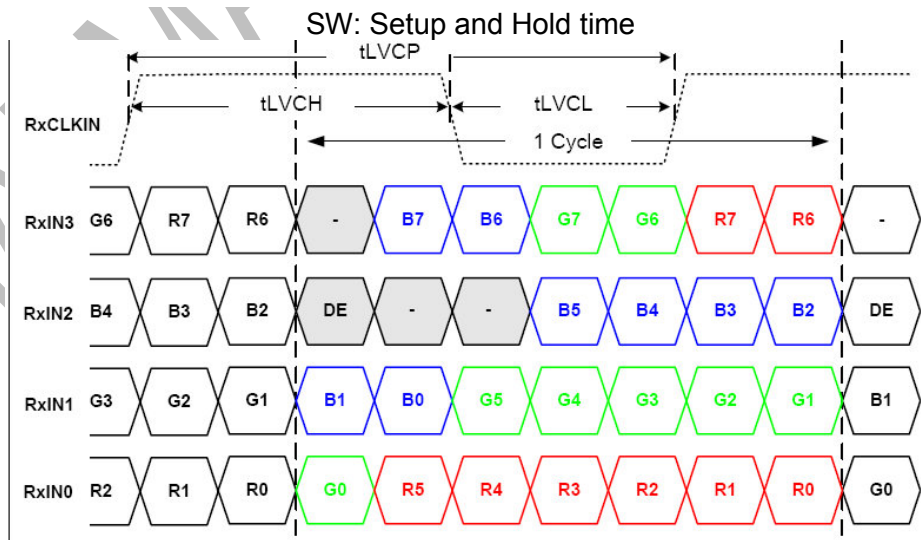 SW: Setup and Hold time
tLVCP
tLVCH tLVCL
RxCLKIN
1 Cycle
RxIN3 G6 R7 R6 - B7 B6 G7 G6 R7 R6 -
RxIN2 B4 B3 B2 DE - - B5 B4 B3 B2 DE
RxIN1 G3 G2 G1 B1 B0 G5 G4 G3 G2 G1 B1
RxIN0 R2 R1 R0 G0 R5 R4 R3 R2 R1 R0 G0